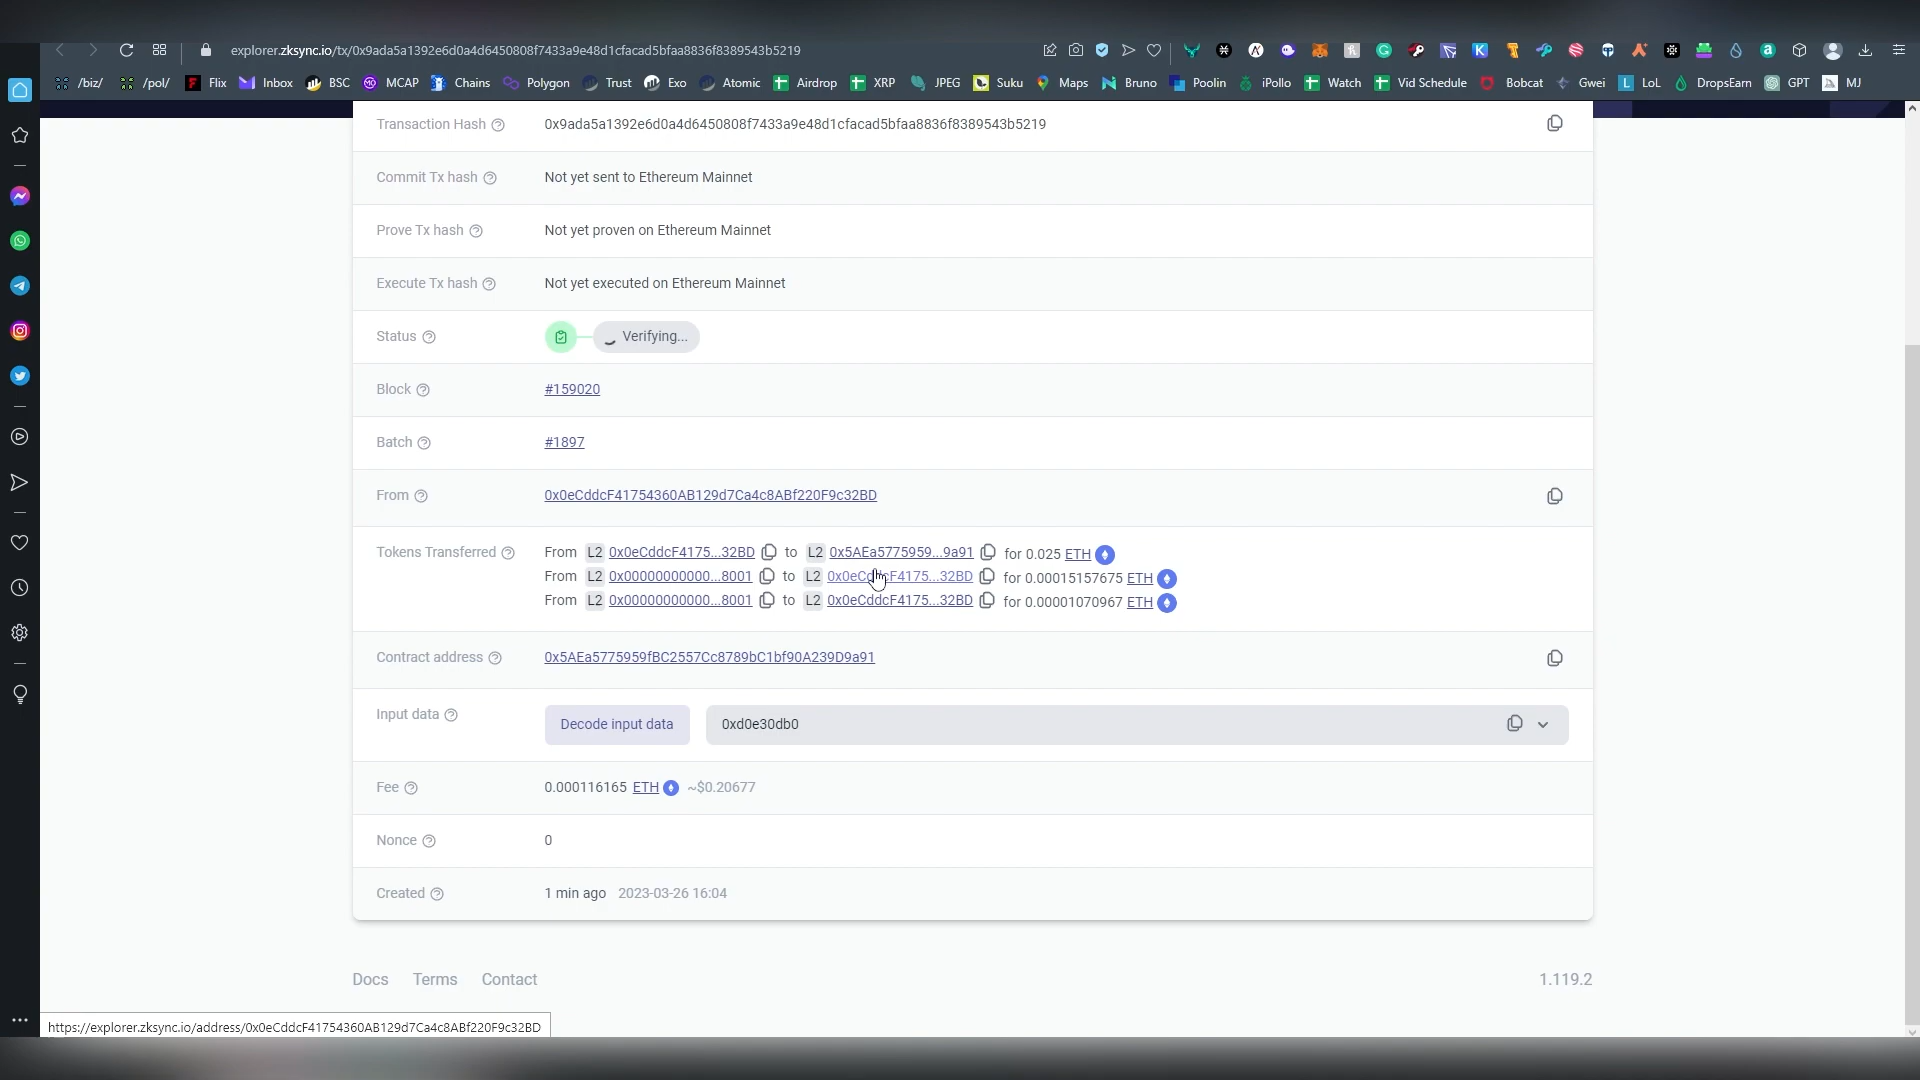 explorer.zksync.io/tx/0x9ada5a1392e6d0a4d6450808f7433a9e48d1cfacad5bfaa8836f8389543b5219
/biz/ /pol/ Flix Inbox BSC MCAP Chains Polygon Trust Exo Atomic Airdrop XRP JPEG Suku Maps Bruno Poolin iPollo Watch Vid Schedule Bobcat Gwei LoL DropsEarn GPT MJ
Transaction Hash 0x9ada5a1392e6d0a4d6450808f7433a9e48d1cfacad5bfaa8836f8389543b5219
Commit Tx hash Not yet sent to Ethereum Mainnet
Prove Tx hash Not yet proven on Ethereum Mainnet
Execute Tx hash Not yet executed on Ethereum Mainnet
Status Verifying...
Block #159020
Batch #1897
From 0x0eCddcF41754360AB129d7Ca4c8ABf220F9c32BD
Tokens Transferred From L2 0x0eCddcF4175...32BD to L2 0x5AEa5775959...9a91 for 0.025 ETH
From L2 0x00000000000...8001 to L2 0x0eCddcF4175...32BD for 0.00015157675 ETH
From L2 0x00000000000...8001 to L2 0x0eCddcF4175...32BD for 0.00001070967 ETH
Contract address 0x5AEa5775959fBC2557Cc8789bC1bf90A239D9a91
Input data Decode input data 0xd0e30db0
Fee 0.000116165 ETH ~$0.20677
Nonce 0
Created 1 min ago 2023-03-26 16:04
Docs Terms Contact 1.119.2
https://explorer.zksync.io/address/0x0eCddcF41754360AB129d7Ca4c8ABf220F9c32BD